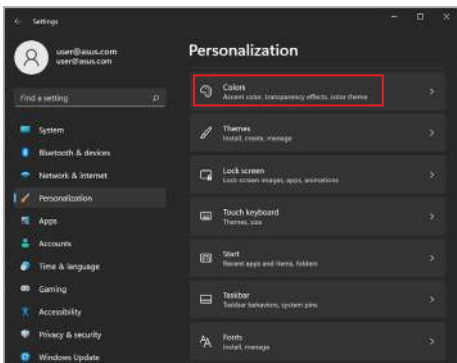 Settings
user@asus.com
user@asus.com
Find a setting
System
Bluetooth & devices
Network & internet
Personalization
Apps
Accounts
Time & language
Gaming
Accessibility
Privacy & security
Windows Update
Personalization
Colors
Accent color, transparency effects, color theme
Themes
Install, create, manage
Lock screen
Lock screen images, apps, animations
Touch keyboard
Themes, size
Start
Recent apps and items, folders
Taskbar
Taskbar behaviors, system pins
Fonts
Install, manage